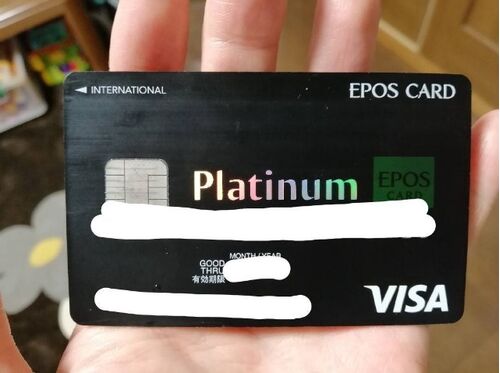 ◀ INTERNATIONAL
EPOS CARD
Platinum
EPOS
CARD
MONTH / YEAR
GOOD
THRU
有効期限
VISA